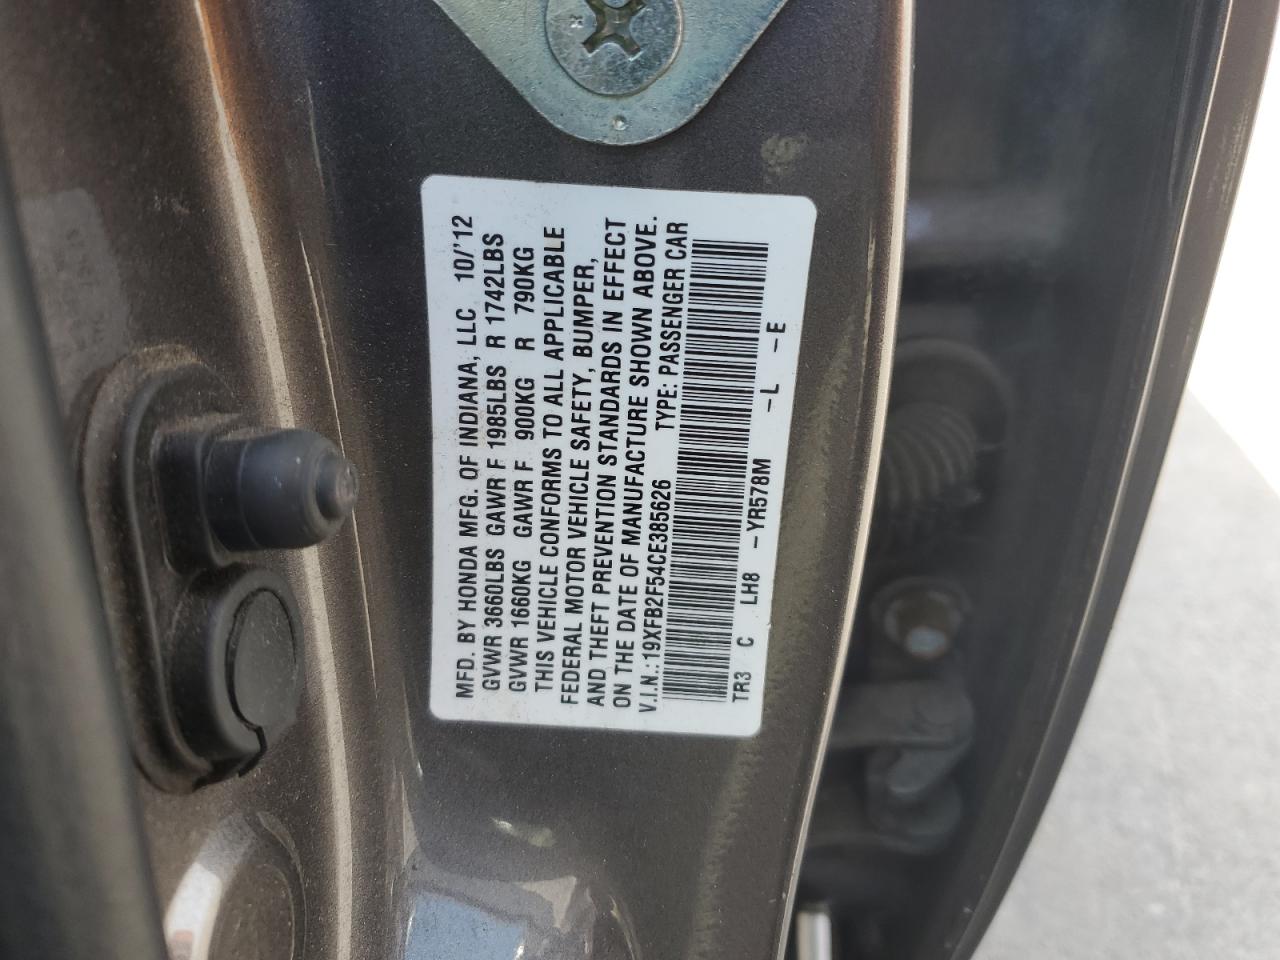 MFD. BY HONDA MFG. OF INDIANA, LLC 10/'12
GVWR 3660LBS GAWR F 1985LBS R 1742LBS
GVWR 1660KG GAWR F 900KG R 790KG
THIS VEHICLE CONFORMS TO ALL APPLICABLE
FEDERAL MOTOR VEHICLE SAFETY, BUMPER,
AND THEFT PREVENTION STANDARDS IN EFFECT
ON THE DATE OF MANUFACTURE SHOWN ABOVE.
V.I.N.:19XFB2F54CE385626 TYPE: PASSENGER CAR
TR3 C LH8 -YR578M -L -E